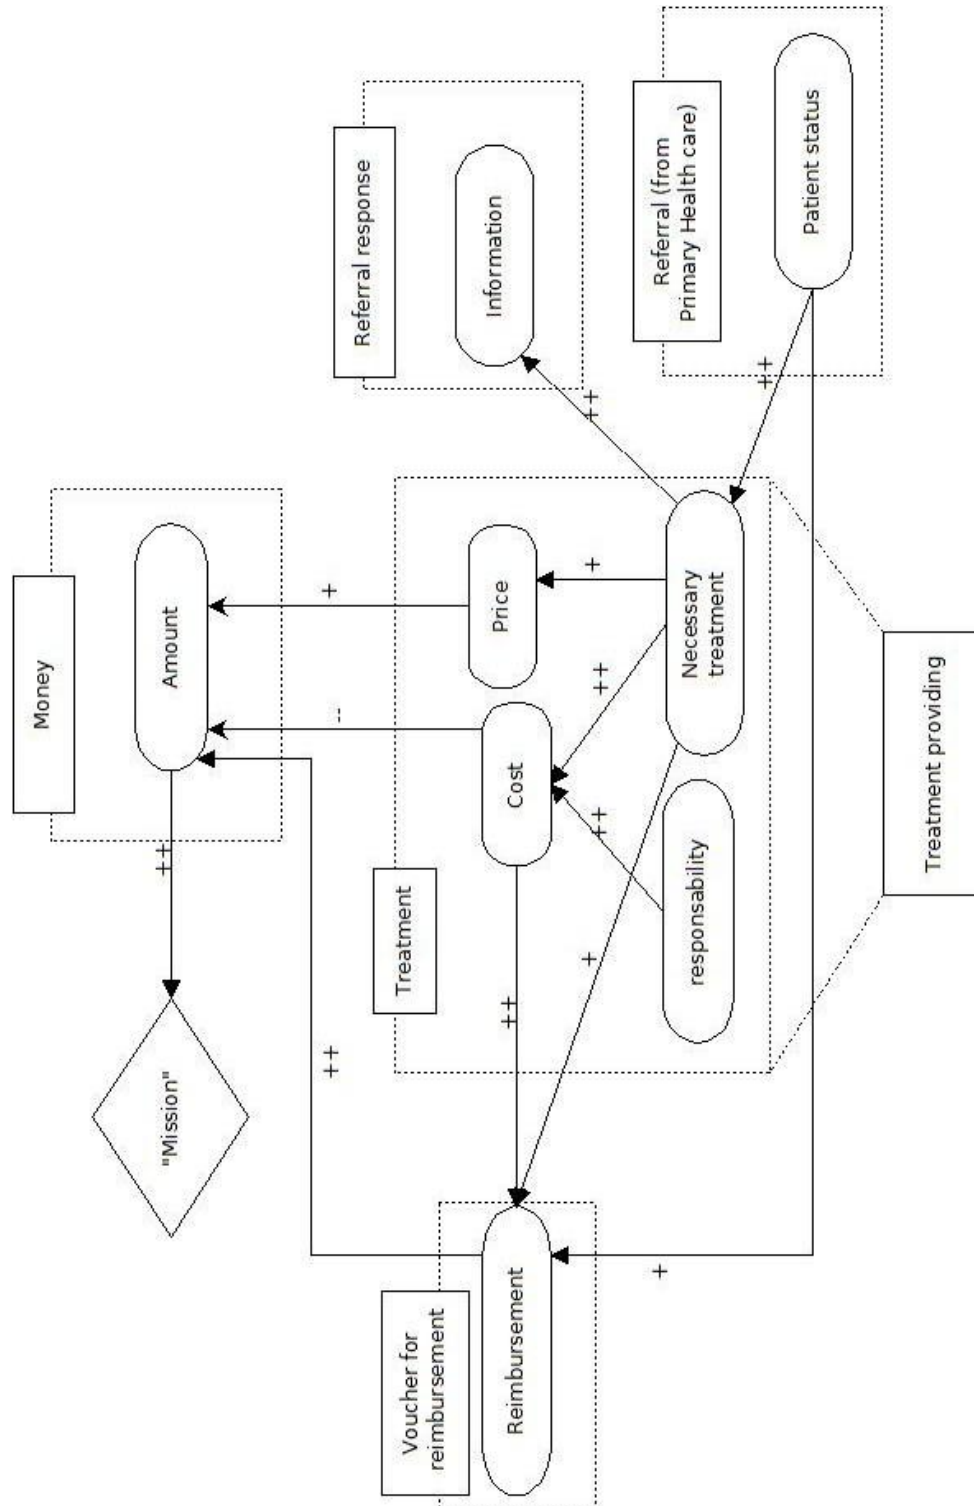 Money
"Mission"
++
Amount
++
--
+
Referral response
Voucher for
reimbursement
Treatment
Reimbursement
++
Cost
Price
Information
+
++
++
+
++
+
responsability
Necessary
treatment
Referral (from
Primary Health care)
++
Patient status
Treatment providing